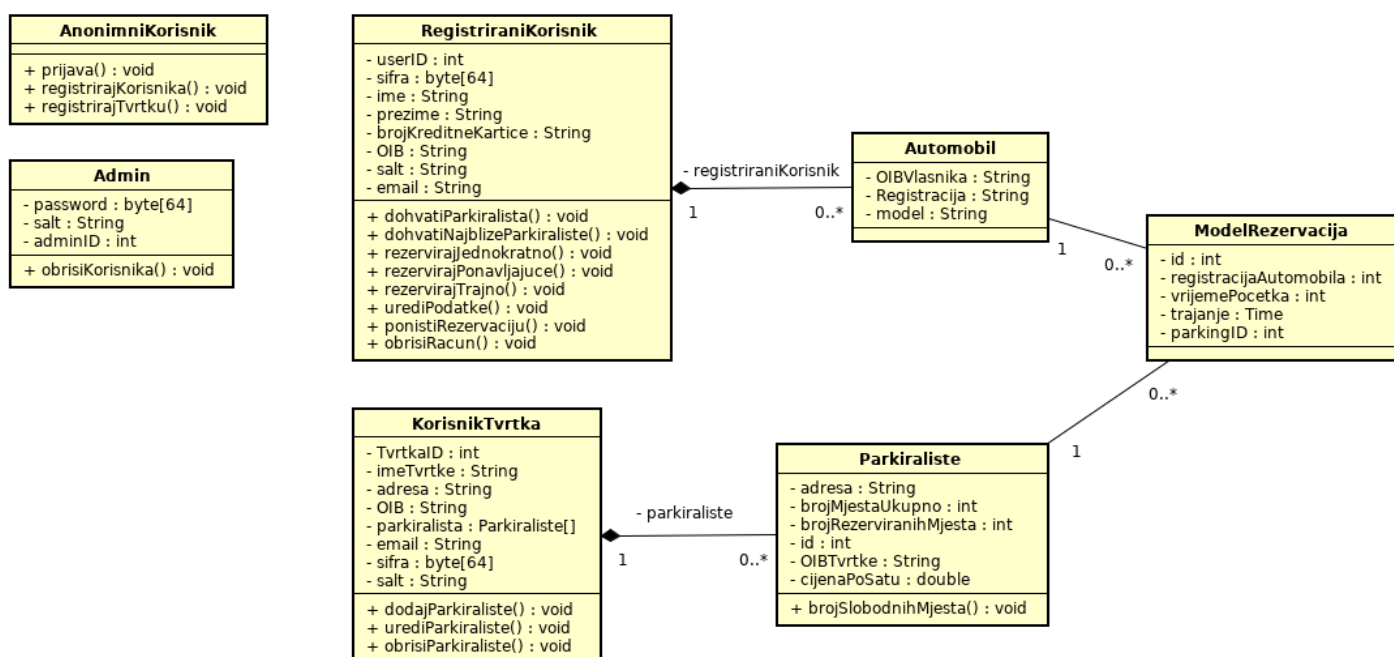 AnonimniKorisnik
+ prijava() : void
+ registrirajKorisnika() : void
+ registrirajTvrtku() : void
Admin
- password : byte[64]
- salt : String
- adminID : int
+ obrisiKorisnika() : void
RegistriraniKorisnik
- userID : int
- sifra : byte[64]
- ime : String
- prezime : String
- brojKreditneKartice : String
- OIB : String
- salt : String
- email : String
+ dohvatiParkiralista() : void
+ dohvatiNajblizeParkiraliste() : void
+ rezervirajJednokratno() : void
+ rezervirajPonavljajuce() : void
+ rezervirajTrajno() : void
+ urediPodatke() : void
+ ponistiRezervaciju() : void
+ obrisiRacun() : void
- registriraniKorisnik
1
0..*
Automobil
- OIBVlasnika : String
- Registracija : String
- model : String
1
0..*
ModelRezervacija
- id : int
- registracijaAutomobila : int
- vrijemePocetka : int
- trajanje : Time
- parkingID : int
0..*
1
KorisnikTvrtka
- TvrtkaID : int
- imeTvrtke : String
- adresa : String
- OIB : String
- parkiralista : Parkiraliste[]
- email : String
- sifra : byte[64]
- salt : String
+ dodajParkiraliste() : void
+ urediParkiraliste() : void
+ obrisiParkiraliste() : void
- parkiraliste
1
0..*
Parkiraliste
- adresa : String
- brojMjestaUkupno : int
- brojRezerviranihMjesta : int
- id : int
- OIBTvrtke : String
- cijenaPoSatu : double
+ brojSlobodnihMjesta() : void